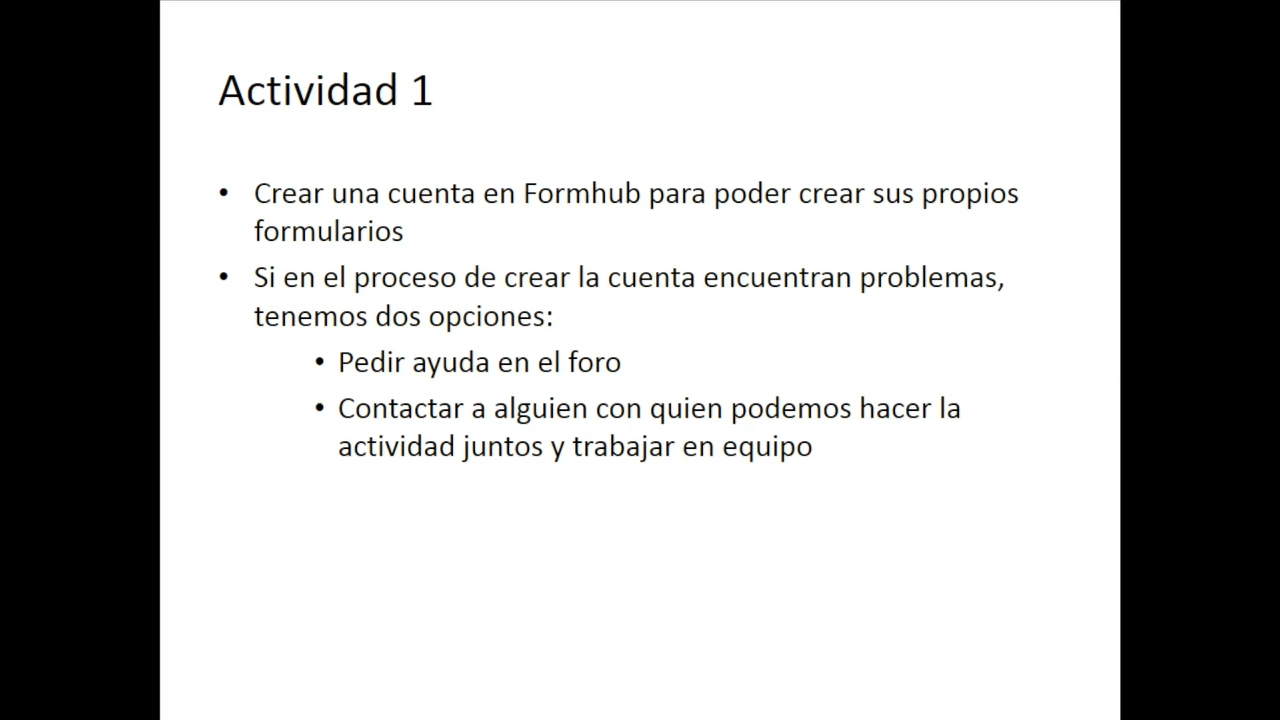 Actividad 1
• Crear una cuenta en Formhub para poder crear sus propios
formularios
• Si en el proceso de crear la cuenta encuentran problemas,
tenemos dos opciones:
• Pedir ayuda en el foro
• Contactar a alguien con quien podemos hacer la
actividad juntos y trabajar en equipo